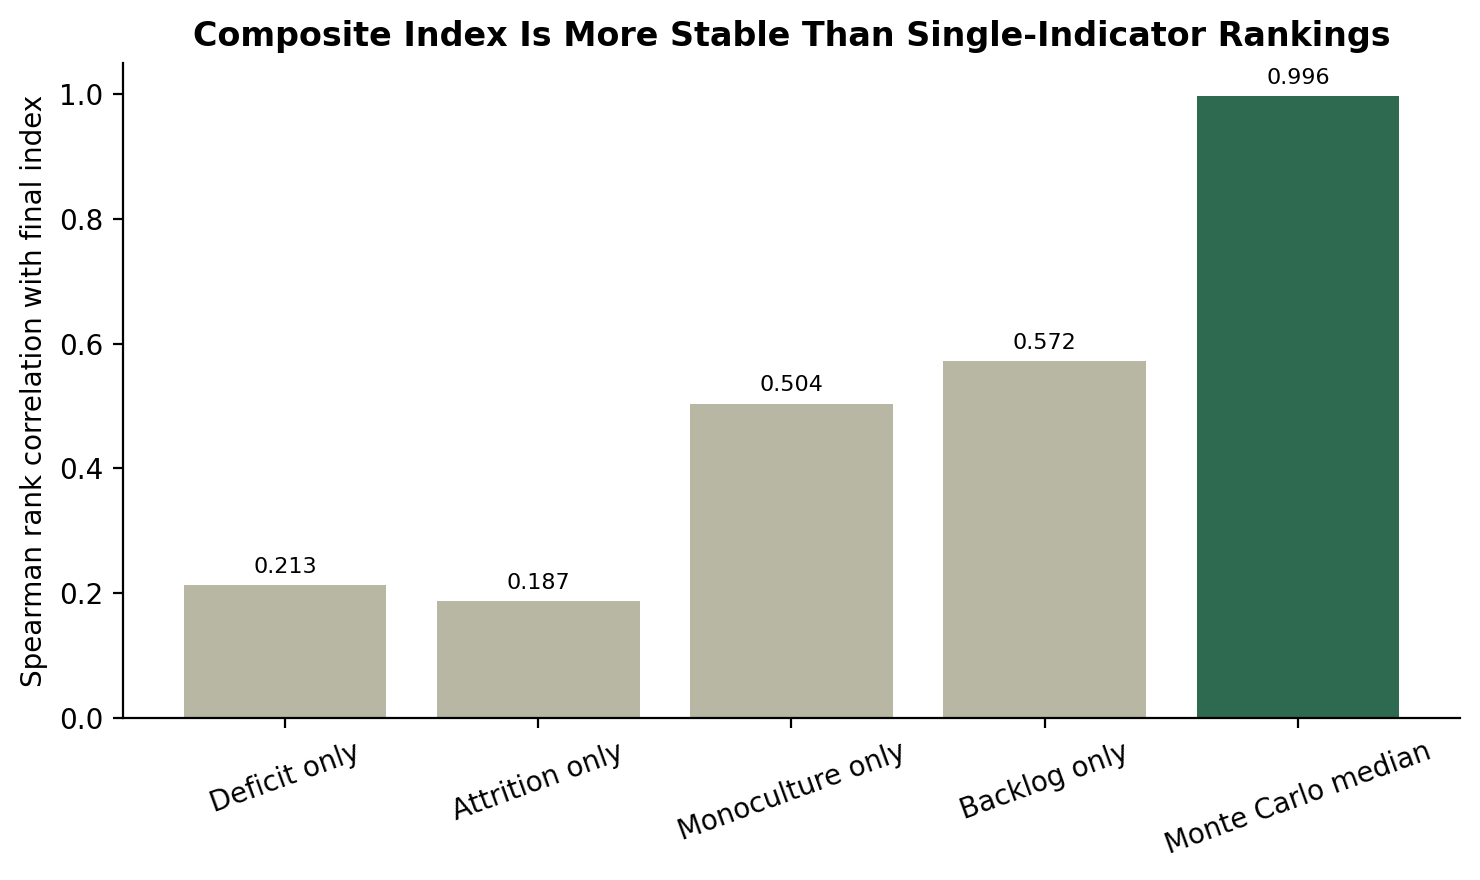 Composite Index Is More Stable Than Single-Indicator Rankings
Spearman rank correlation with final index
1.0
0.8
0.6
0.4
0.2
0.0
0.213
0.187
0.504
0.572
0.996
Deficit only
Attrition only
Monoculture only
Backlog only
Monte Carlo median